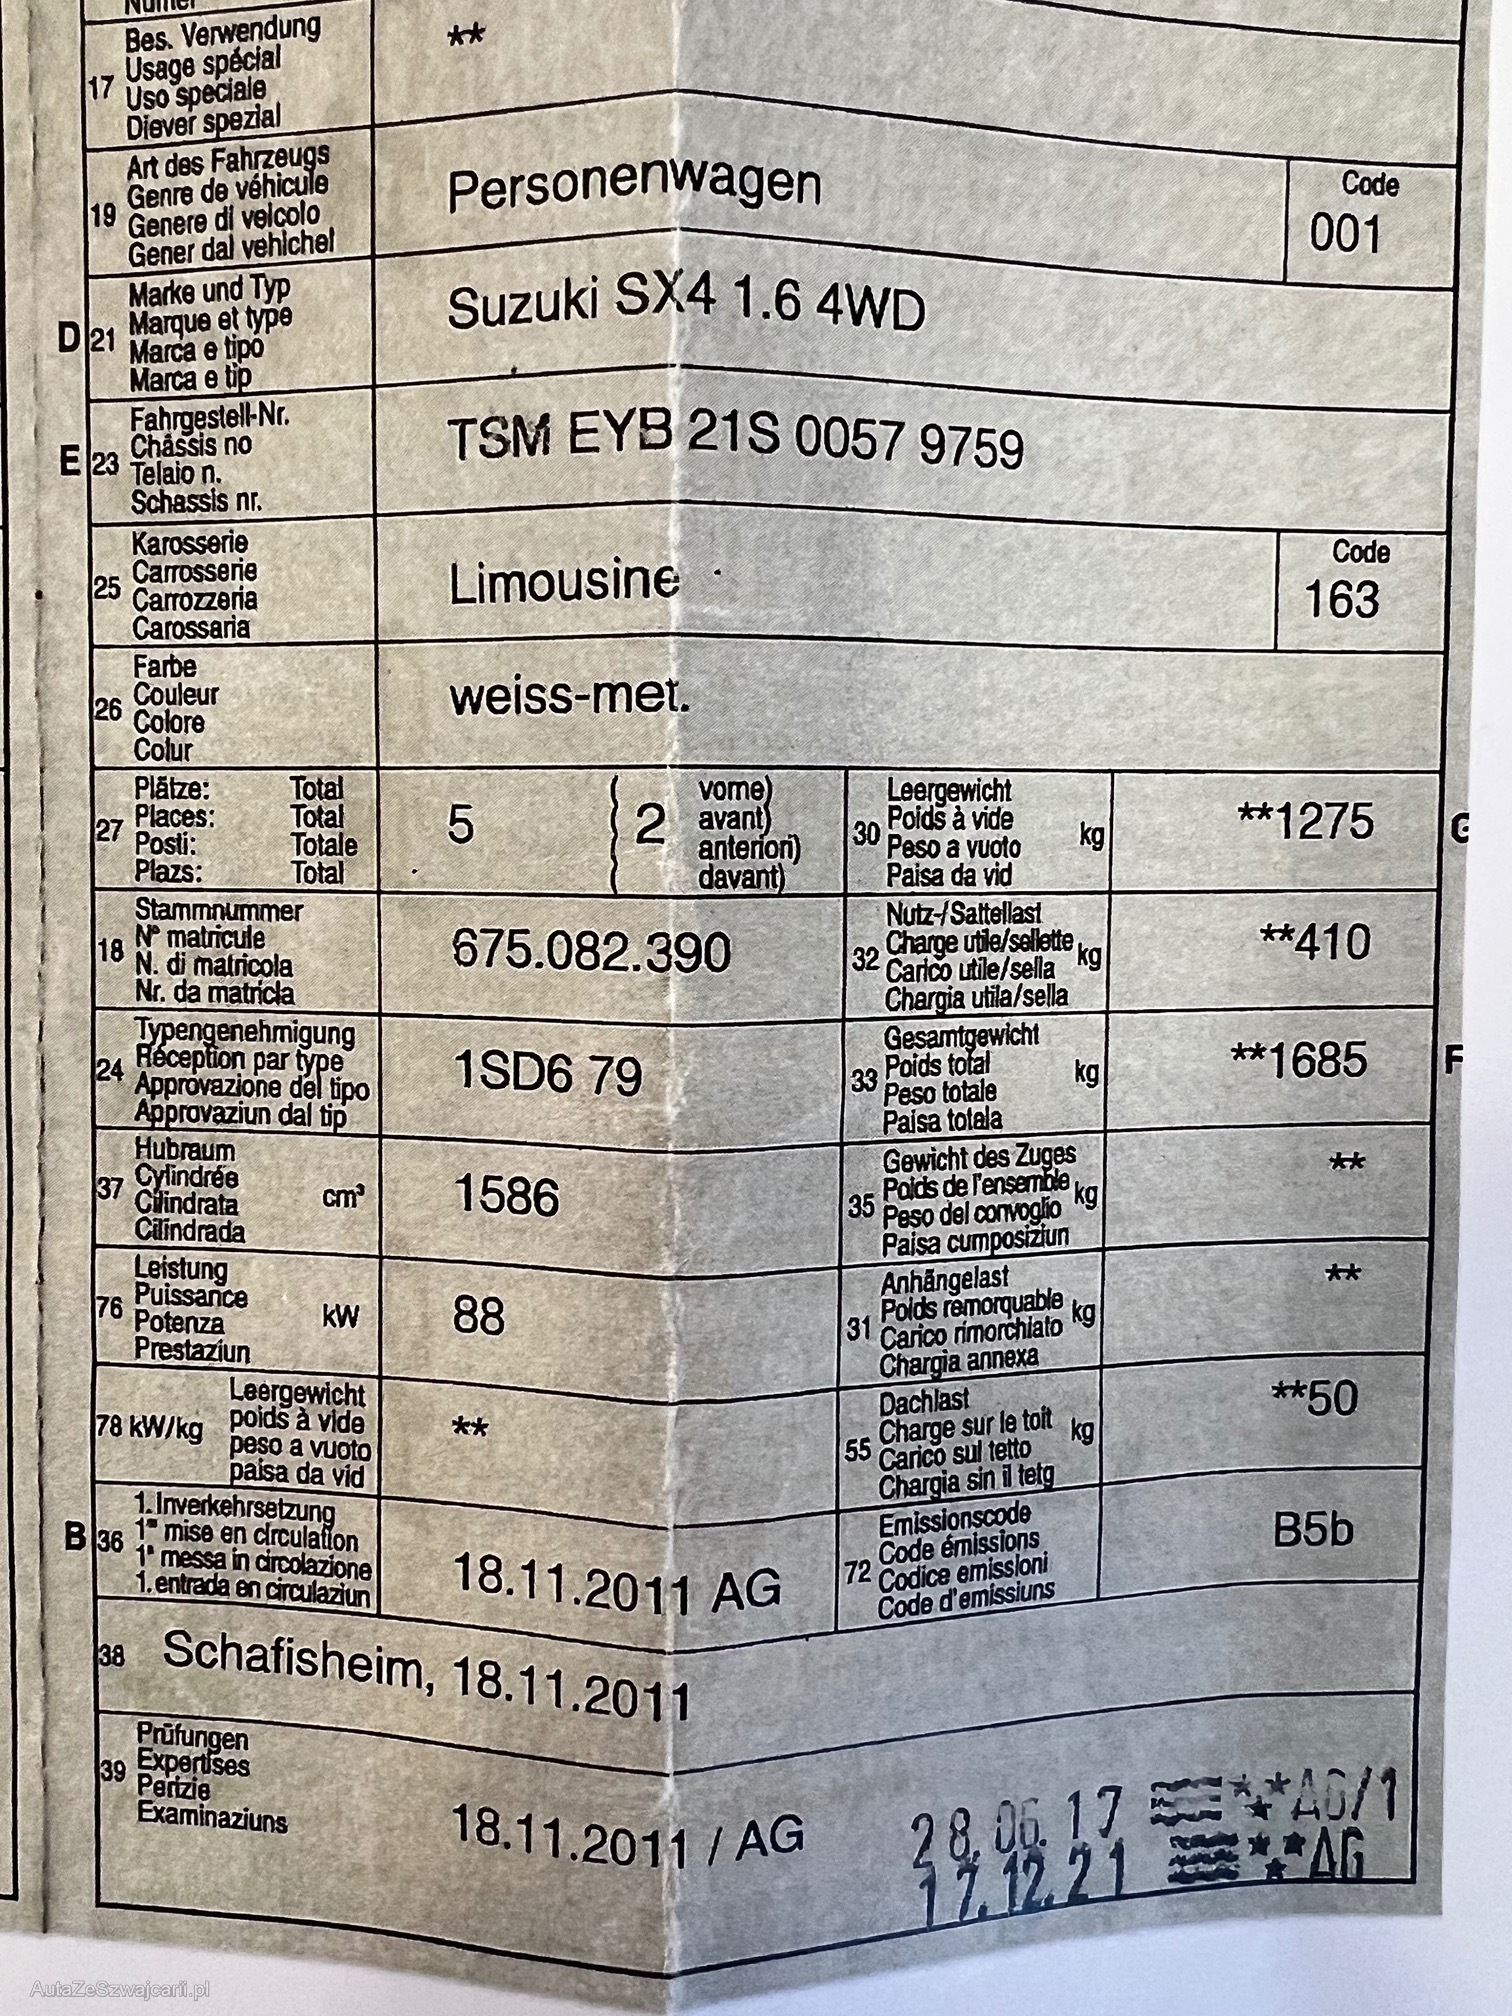 17
Bes. Verwendung
Usage spécial
Uso speciale
Diever spezial
**
19
Art des Fahrzeugs
Genre de véhicule
Genere di veicolo
Gener dal vehichel
Personenwagen
Code
001
D 21
Marke und Typ
Marque et type
Marca e tipo
Marca e tip
Suzuki SX4 1.6 4WD
E 23
Fahrgestell-Nr.
Châssis no
Telaio n.
Schassis nr.
TSM EYB 21S 0057 9759
25
Karosserie
Carrosserie
Carrozzeria
Carossaria
Limousine
Code
163
26
Farbe
Couleur
Colore
Colur
weiss-met.
27
Plätze: Total
Places: Total
Posti: Totale
Plazs: Total
5 ( 2
vorne)
avant)
anteriori)
davant)
30
Leergewicht
Poids à vide
Peso a vuoto
Paisa da vid
kg
**1275
G
18
Stammnummer
N° matricule
N. di matricola
Nr. da matricla
675.082.390
32
Nutz-/Sattellast
Charge utile/sellette
Carico utile/sella
Chargia utila/sella
kg
**410
24
Typengenehmigung
Réception par type
Approvazione del tipo
Approvaziun dal tip
1SD6 79
33
Gesamtgewicht
Poids total
Peso totale
Paisa totala
kg
**1685
F
37
Hubraum
Cylindrée
Cilindrata
Cilindrada
cm³
1586
35
Gewicht des Zuges
Poids de l'ensemble
Peso del convoglio
Paisa cumposiziun
kg
**
76
Leistung
Puissance
Potenza
Prestaziun
kW
88
31
Anhängelast
Poids remorquable
Carico rimorchiato
Chargia annexa
kg
**
78 kW/kg
Leergewicht
poids à vide
peso a vuoto
paisa da vid
**
55
Dachlast
Charge sur le toit
Carico sul tetto
Chargia sin il tetg
kg
**50
B 36
1. Inverkehrsetzung
1re mise en circulation
1a messa in circolazione
1. entrada en circulaziun
18.11.2011 AG
72
Emissionscode
Code émissions
Codice emissioni
Code d'emissiuns
B5b
38 Schafisheim, 18.11.2011
39
Prüfungen
Expertises
Perizie
Examinaziuns
18.11.2011 / AG
28.06.17 **AG/1
17.12.21 **AG
AutaZeSzwajcarii.pl